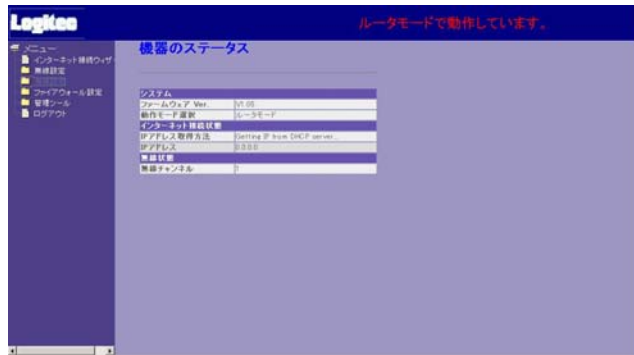 Logitec
ルータモードで動作しています。
メニュー
インターネット接続ウィザ
無線設定
ファイアウォール設定
管理ツール
ログアウト
機器のステータス
システム
ファームウェア Ver. V1.05
動作モード選択 ルータモード
インターネット接続状態
IPアドレス取得方法 Getting IP from DHCP server...
IPアドレス 0.0.0.0
無線状態
無線チャンネル 1